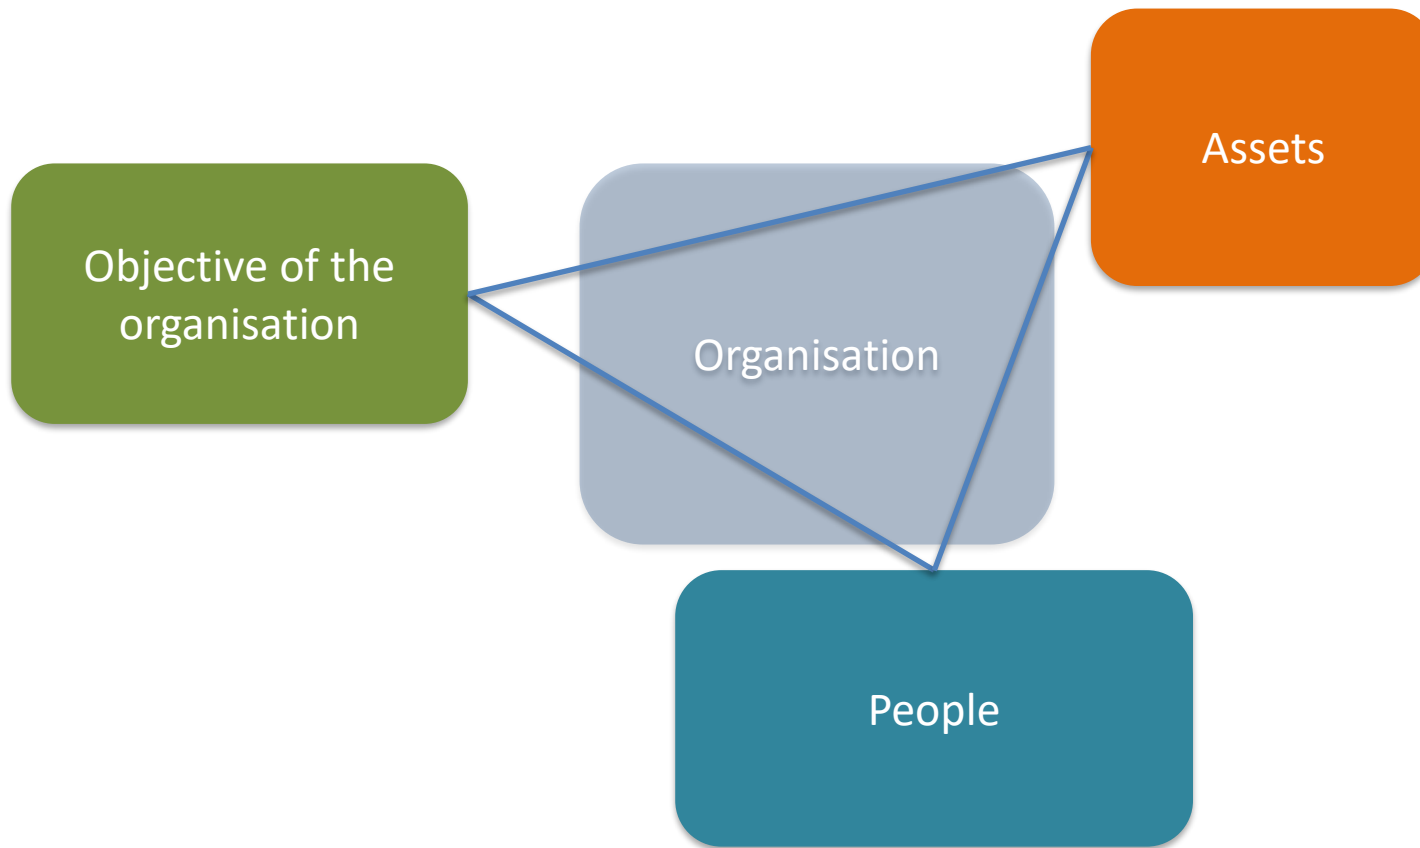 Assets
Objective of the
organisation
Organisation
People